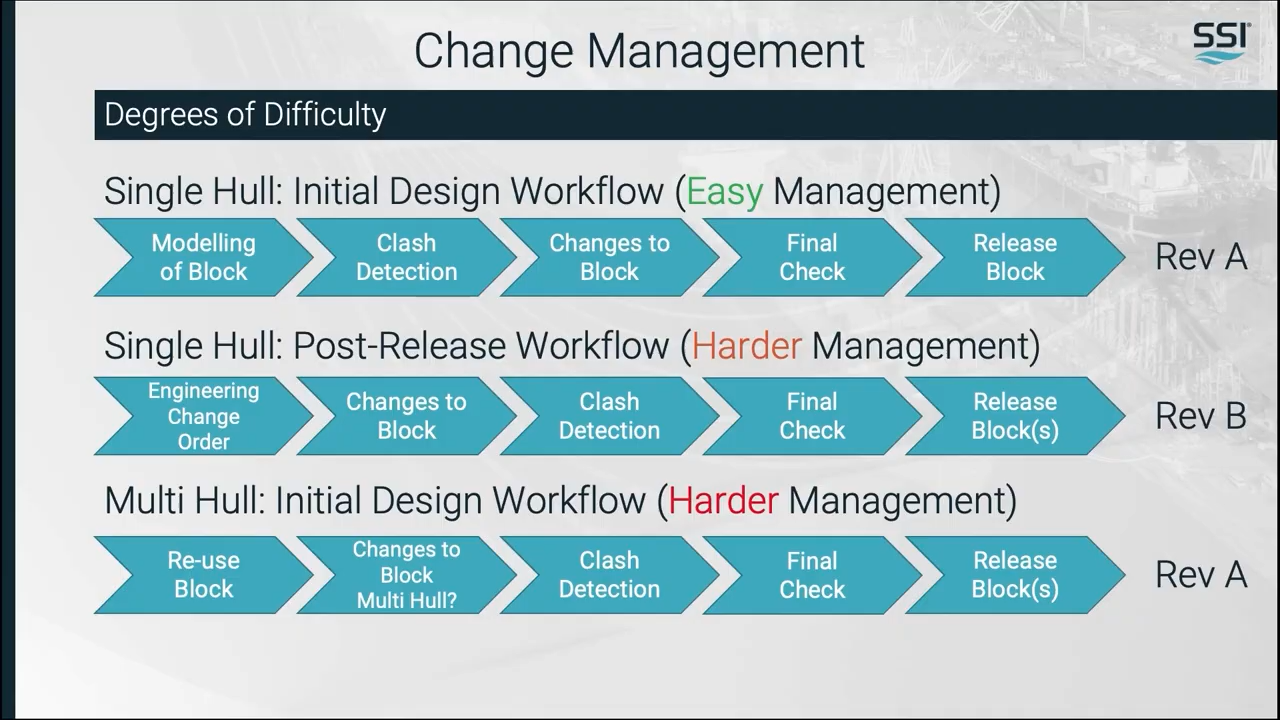 Change Management
SSI
Degrees of Difficulty
Single Hull: Initial Design Workflow (Easy Management)
Modelling
of Block
Clash
Detection
Changes to
Block
Final
Check
Release
Block
Rev A
Single Hull: Post-Release Workflow (Harder Management)
Engineering
Change
Order
Changes to
Block
Clash
Detection
Final
Check
Release
Block(s)
Rev B
Multi Hull: Initial Design Workflow (Harder Management)
Re-use
Block
Changes to
Block
Multi Hull?
Clash
Detection
Final
Check
Release
Block(s)
Rev A